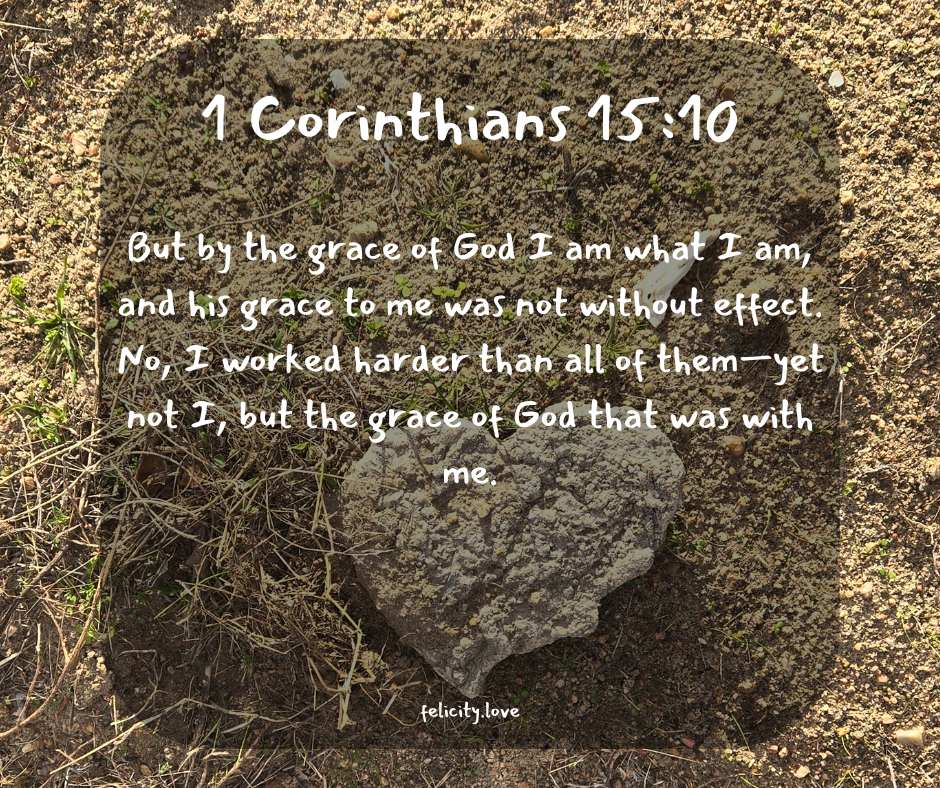 1 Corinthians 15:10
But by the grace of God I am what I am,
and his grace to me was not without effect.
No, I worked harder than all of them—yet
not I, but the grace of God that was with
me.
felicity.love